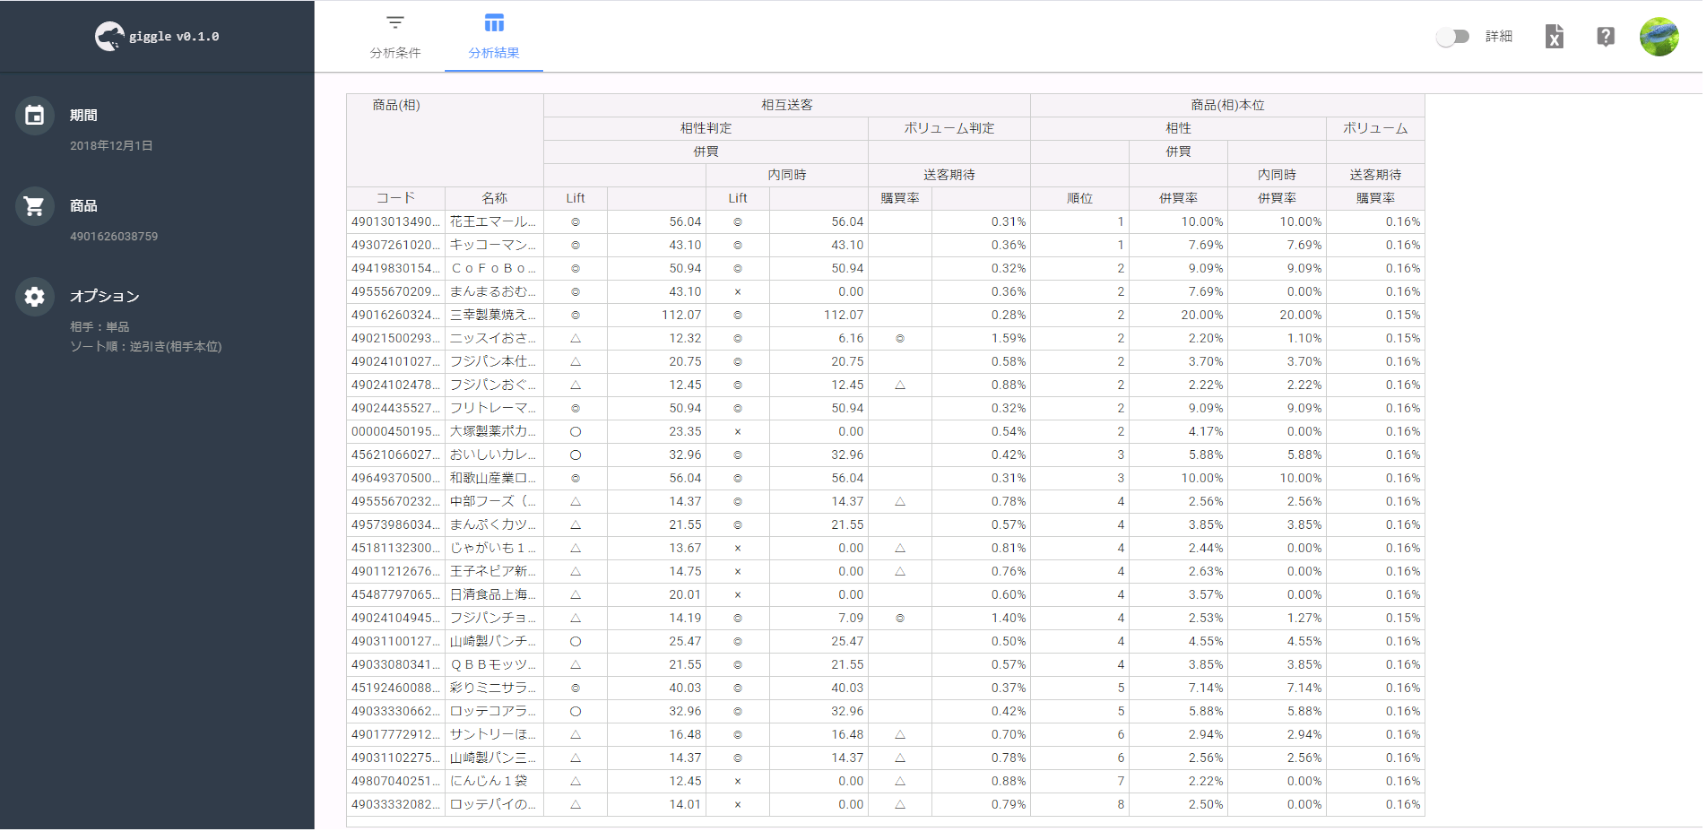 giggle v0.1.0
期間
2018年12月1日
商品
4901626038759
オプション
相手：単品
ソート順：逆引き(相手本位)
分析条件
分析結果
詳細
商品(相) 相互送客 商品(相)本位
相性判定 ボリューム判定 相性 ボリューム
併買 併買
内同時 送客期待 内同時 送客期待
コード 名称 Lift Lift 購買率 順位 併買率 併買率 購買率
49013013490... 花王エマール... ◎ 56.04 ◎ 56.04 0.31% 1 10.00% 10.00% 0.16%
49307261020... キッコーマン... ◎ 43.10 ◎ 43.10 0.36% 1 7.69% 7.69% 0.16%
49419830154... ＣｏＦｏＢｏ... ◎ 50.94 ◎ 50.94 0.32% 2 9.09% 9.09% 0.16%
49555670209... まんまるおむ... ◎ 43.10 × 0.00 0.36% 2 7.69% 0.00% 0.16%
49016260324... 三幸製菓焼え... ◎ 112.07 ◎ 112.07 0.28% 2 20.00% 20.00% 0.15%
49021500293... ニッスイおさ... △ 12.32 ◎ 6.16 ◎ 1.59% 2 2.20% 1.10% 0.15%
49024101027... フジパン本仕... △ 20.75 ◎ 20.75 0.58% 2 3.70% 3.70% 0.16%
49024102478... フジパンおぐ... △ 12.45 ◎ 12.45 △ 0.88% 2 2.22% 2.22% 0.16%
49024435527... フリトレーマ... ◎ 50.94 ◎ 50.94 0.32% 2 9.09% 9.09% 0.16%
00000450195... 大塚製薬ポカ... ○ 23.35 × 0.00 0.54% 2 4.17% 0.00% 0.16%
45621066027... おいしい力レ... ○ 32.96 ◎ 32.96 0.42% 3 5.88% 5.88% 0.16%
49649370500... 和歌山産業ロ... ◎ 56.04 ◎ 56.04 0.31% 3 10.00% 10.00% 0.16%
49555670232... 中部フーズ（... △ 14.37 ◎ 14.37 △ 0.78% 4 2.56% 2.56% 0.16%
49573986034... まんぷく力ツ... △ 21.55 ◎ 21.55 0.57% 4 3.85% 3.85% 0.16%
45181132300... じゃがいも１... △ 13.67 × 0.00 △ 0.81% 4 2.44% 0.00% 0.16%
49011212676... 王子ネピア新... △ 14.75 × 0.00 △ 0.76% 4 2.63% 0.00% 0.16%
45487797065... 日清食品上海... △ 20.01 × 0.00 0.60% 4 3.57% 0.00% 0.16%
49024104945... フジパンチョ... △ 14.19 ◎ 7.09 ◎ 1.40% 4 2.53% 1.27% 0.15%
49031100127... 山崎製パンチ... ○ 25.47 ◎ 25.47 0.50% 4 4.55% 4.55% 0.16%
49033080341... ＱＢＢモッツ... △ 21.55 ◎ 21.55 0.57% 4 3.85% 3.85% 0.16%
45192460088... 彩りミニサラ... ◎ 40.03 ◎ 40.03 0.37% 5 7.14% 7.14% 0.16%
49033330662... ロッテコアラ... ○ 32.96 ◎ 32.96 0.42% 5 5.88% 5.88% 0.16%
49017772912... サントリーほ... △ 16.48 ◎ 16.48 △ 0.70% 6 2.94% 2.94% 0.16%
49031102275... 山崎製パン三... △ 14.37 ◎ 14.37 △ 0.78% 6 2.56% 2.56% 0.16%
49807040251... にんじん１袋 △ 12.45 × 0.00 △ 0.88% 7 2.22% 0.00% 0.16%
49033332082... ロッテパイの... △ 14.01 × 0.00 △ 0.79% 8 2.50% 0.00% 0.16%